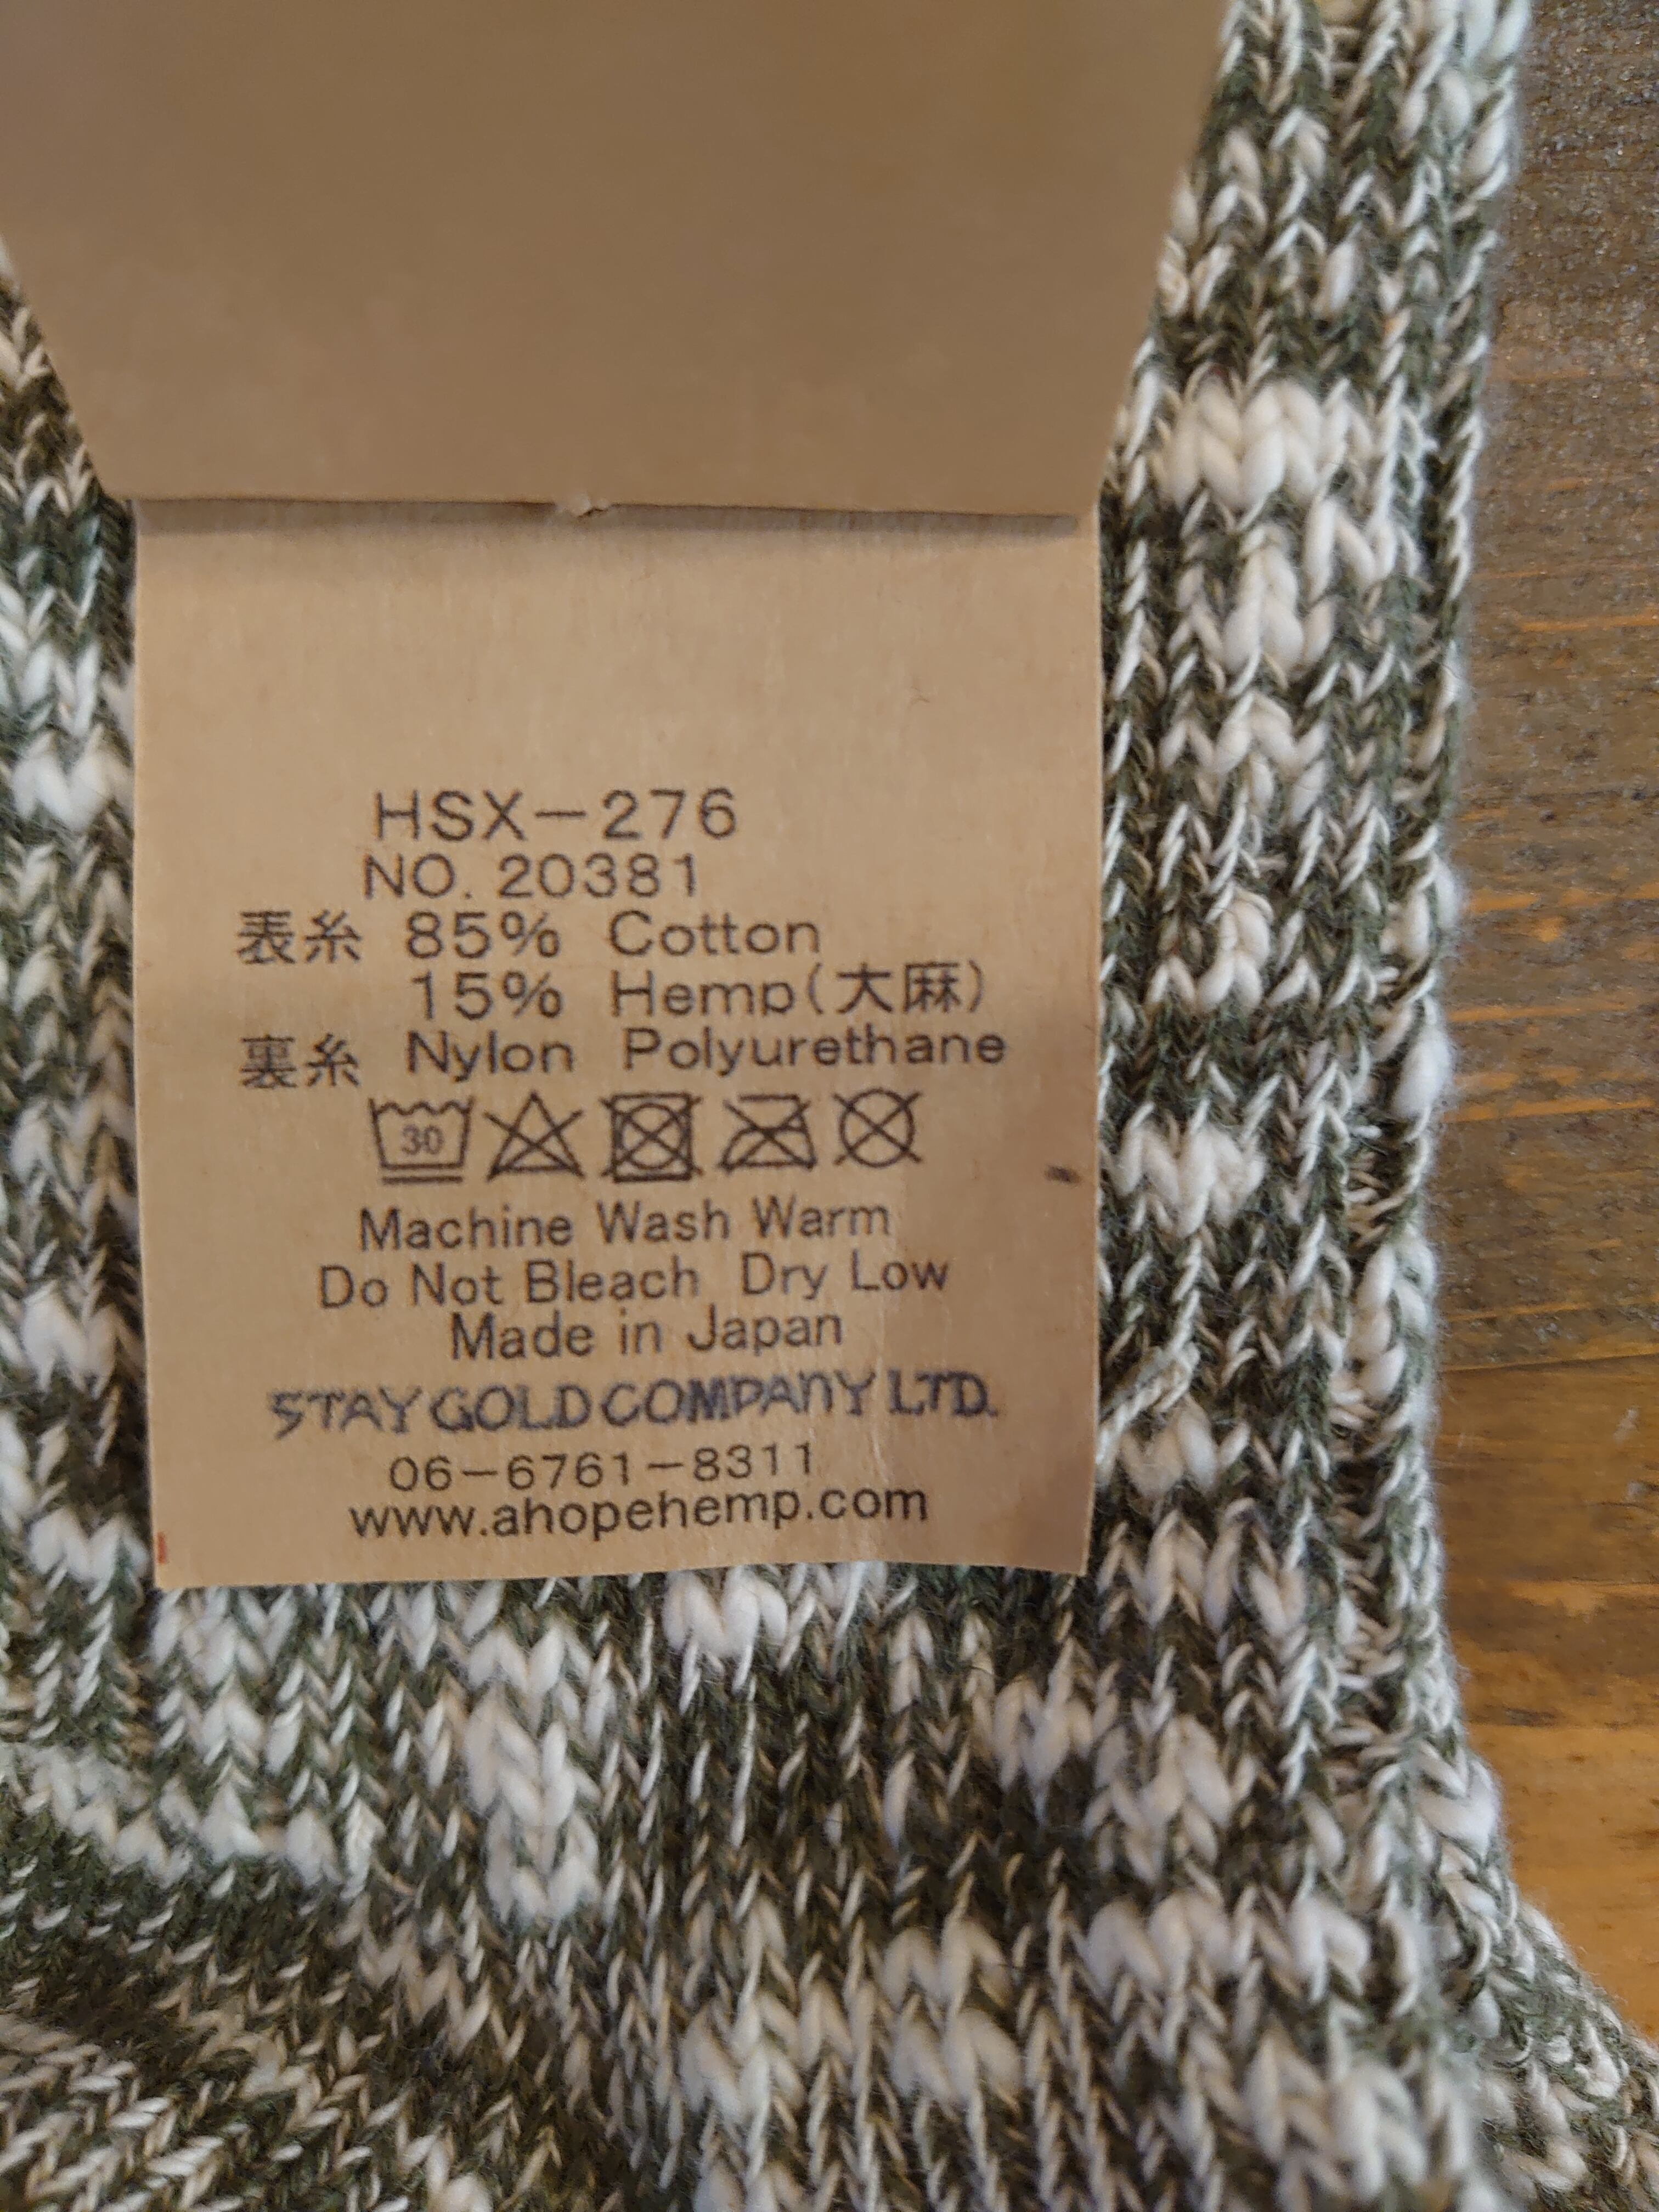 HSX-276
NO. 20381
表糸 85% Cotton
15% Hemp(大麻)
裏糸 Nylon Polyurethane
30
Machine Wash Warm
Do Not Bleach Dry Low
Made in Japan
STAY GOLD COMPANY LTD.
06-6761-8311
www.ahopehemp.com